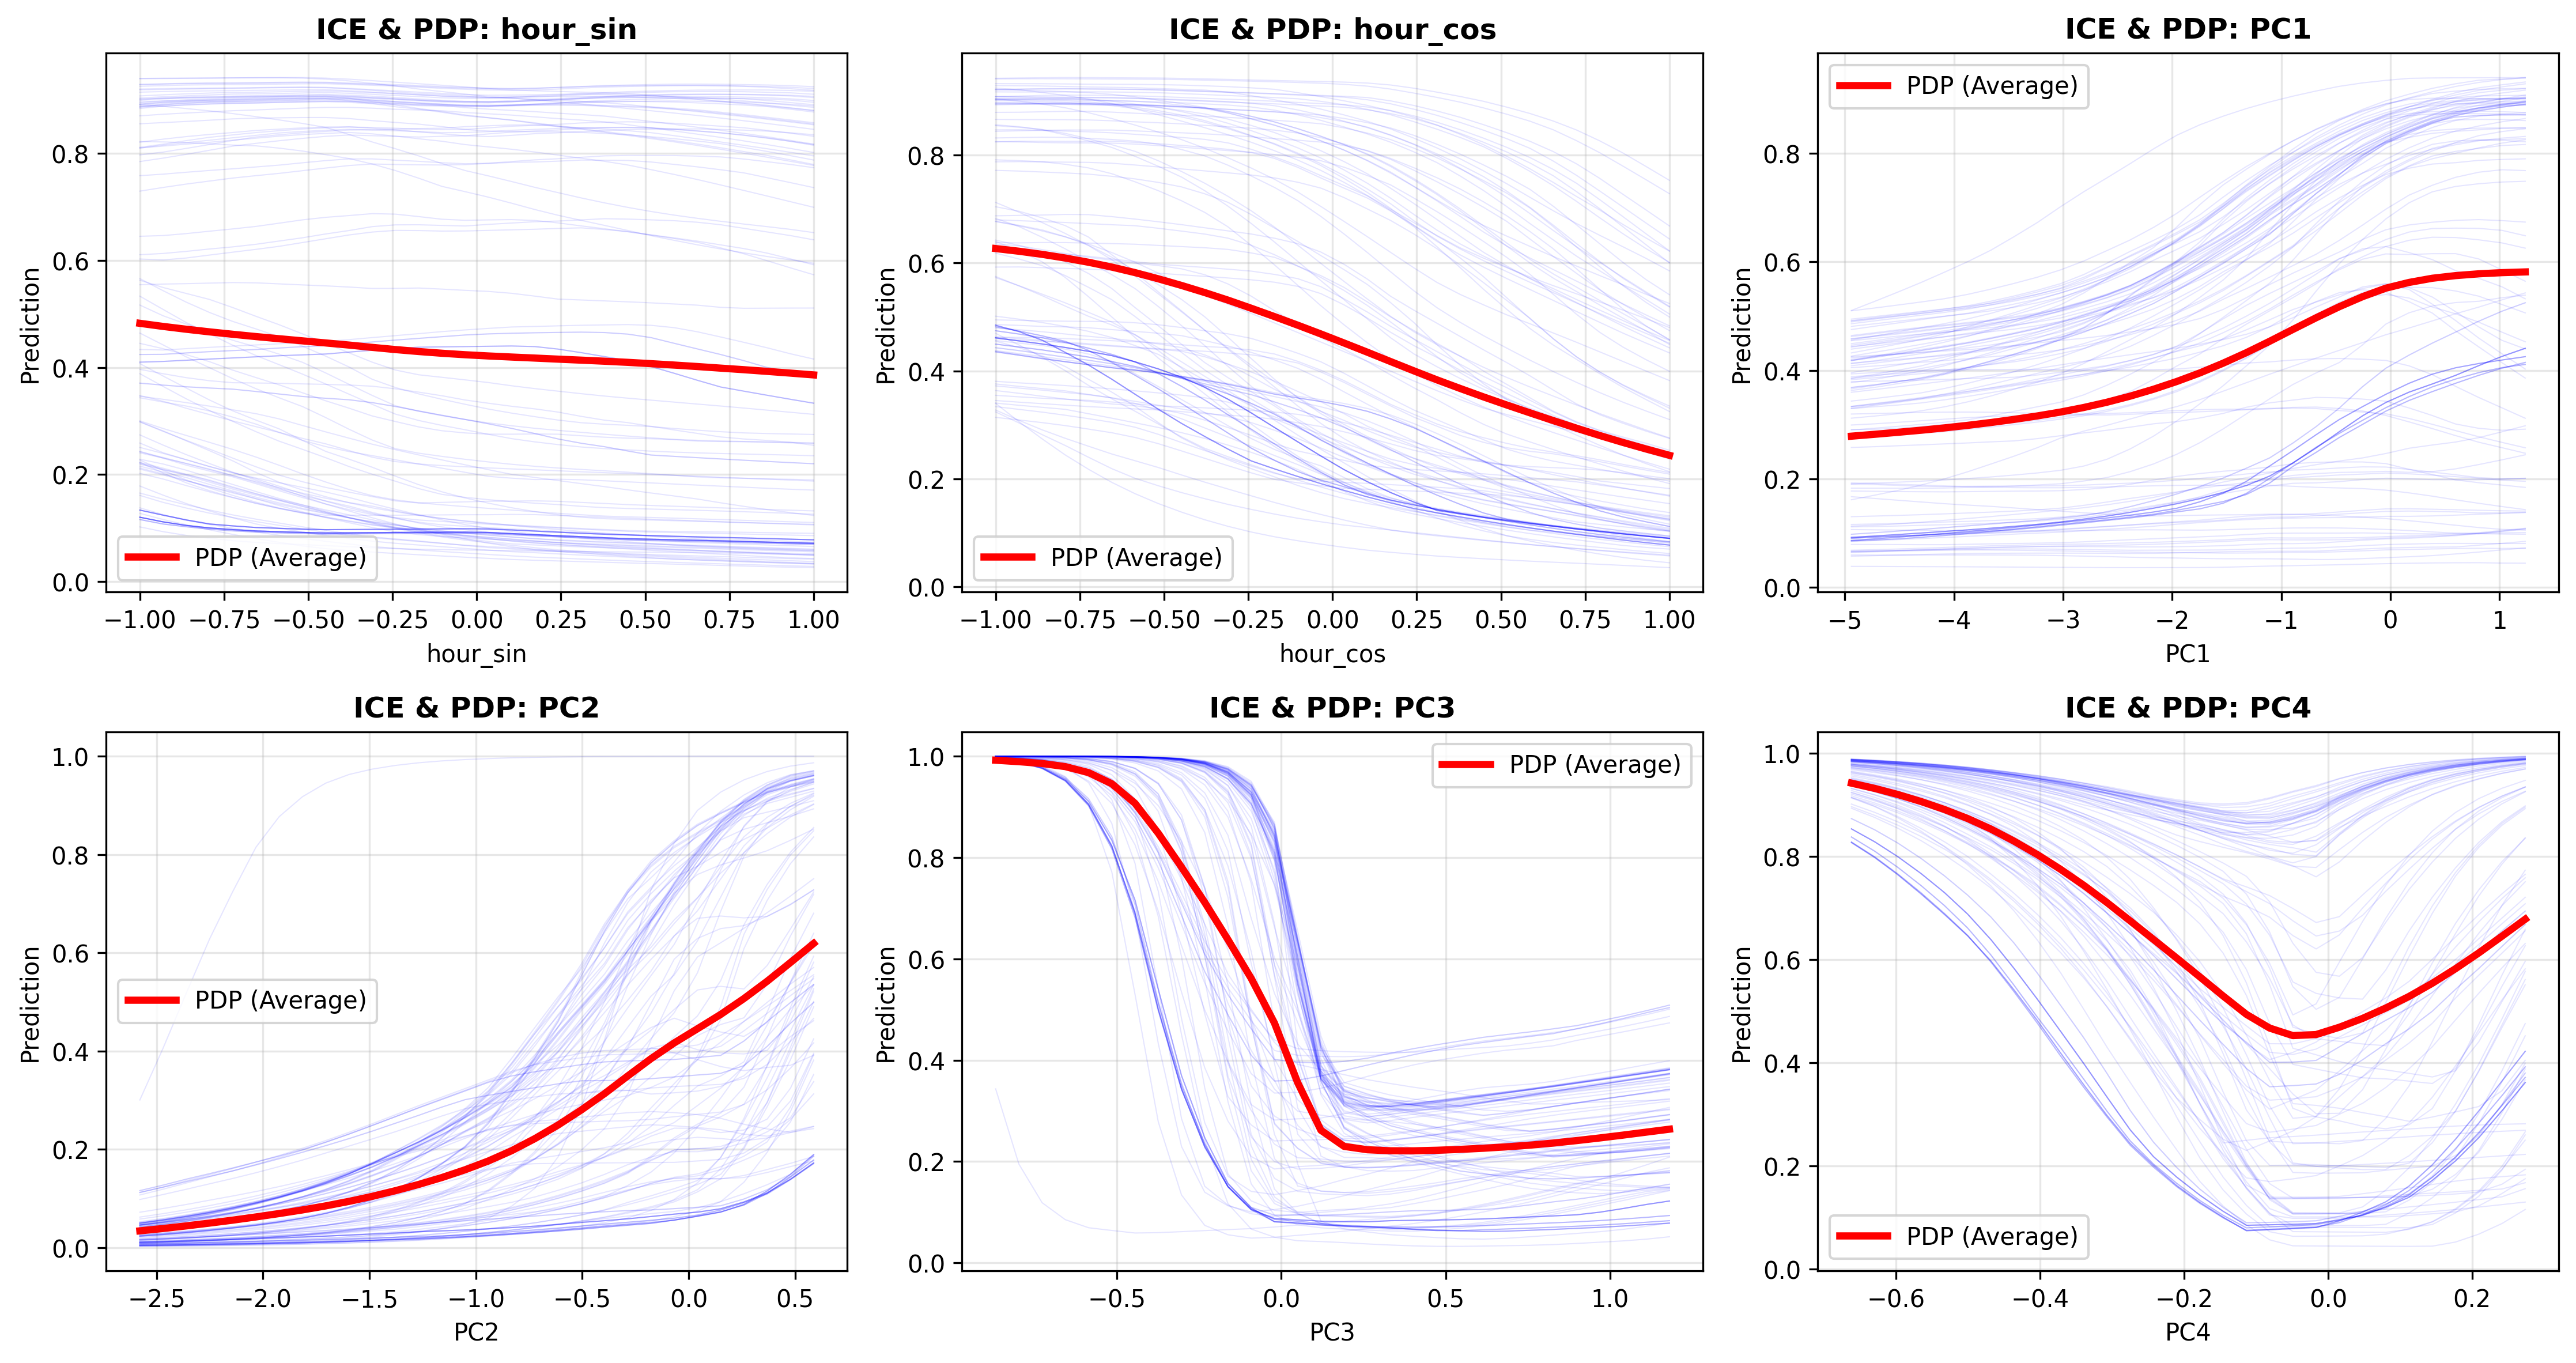 ICE & PDP: hour_sin
Prediction
0.8
0.6
0.4
0.2
0.0
PDP (Average)
−1.00 −0.75 −0.50 −0.25 0.00 0.25 0.50 0.75 1.00
hour_sin
ICE & PDP: hour_cos
Prediction
0.8
0.6
0.4
0.2
0.0
PDP (Average)
−1.00 −0.75 −0.50 −0.25 0.00 0.25 0.50 0.75 1.00
hour_cos
ICE & PDP: PC1
PDP (Average)
Prediction
0.8
0.6
0.4
0.2
0.0
−5 −4 −3 −2 −1 0 1
PC1
ICE & PDP: PC2
Prediction
1.0
0.8
0.6
0.4
0.2
0.0
PDP (Average)
−2.5 −2.0 −1.5 −1.0 −0.5 0.0 0.5
PC2
ICE & PDP: PC3
PDP (Average)
Prediction
1.0
0.8
0.6
0.4
0.2
0.0
−0.5 0.0 0.5 1.0
PC3
ICE & PDP: PC4
Prediction
1.0
0.8
0.6
0.4
0.2
0.0
PDP (Average)
−0.6 −0.4 −0.2 0.0 0.2
PC4